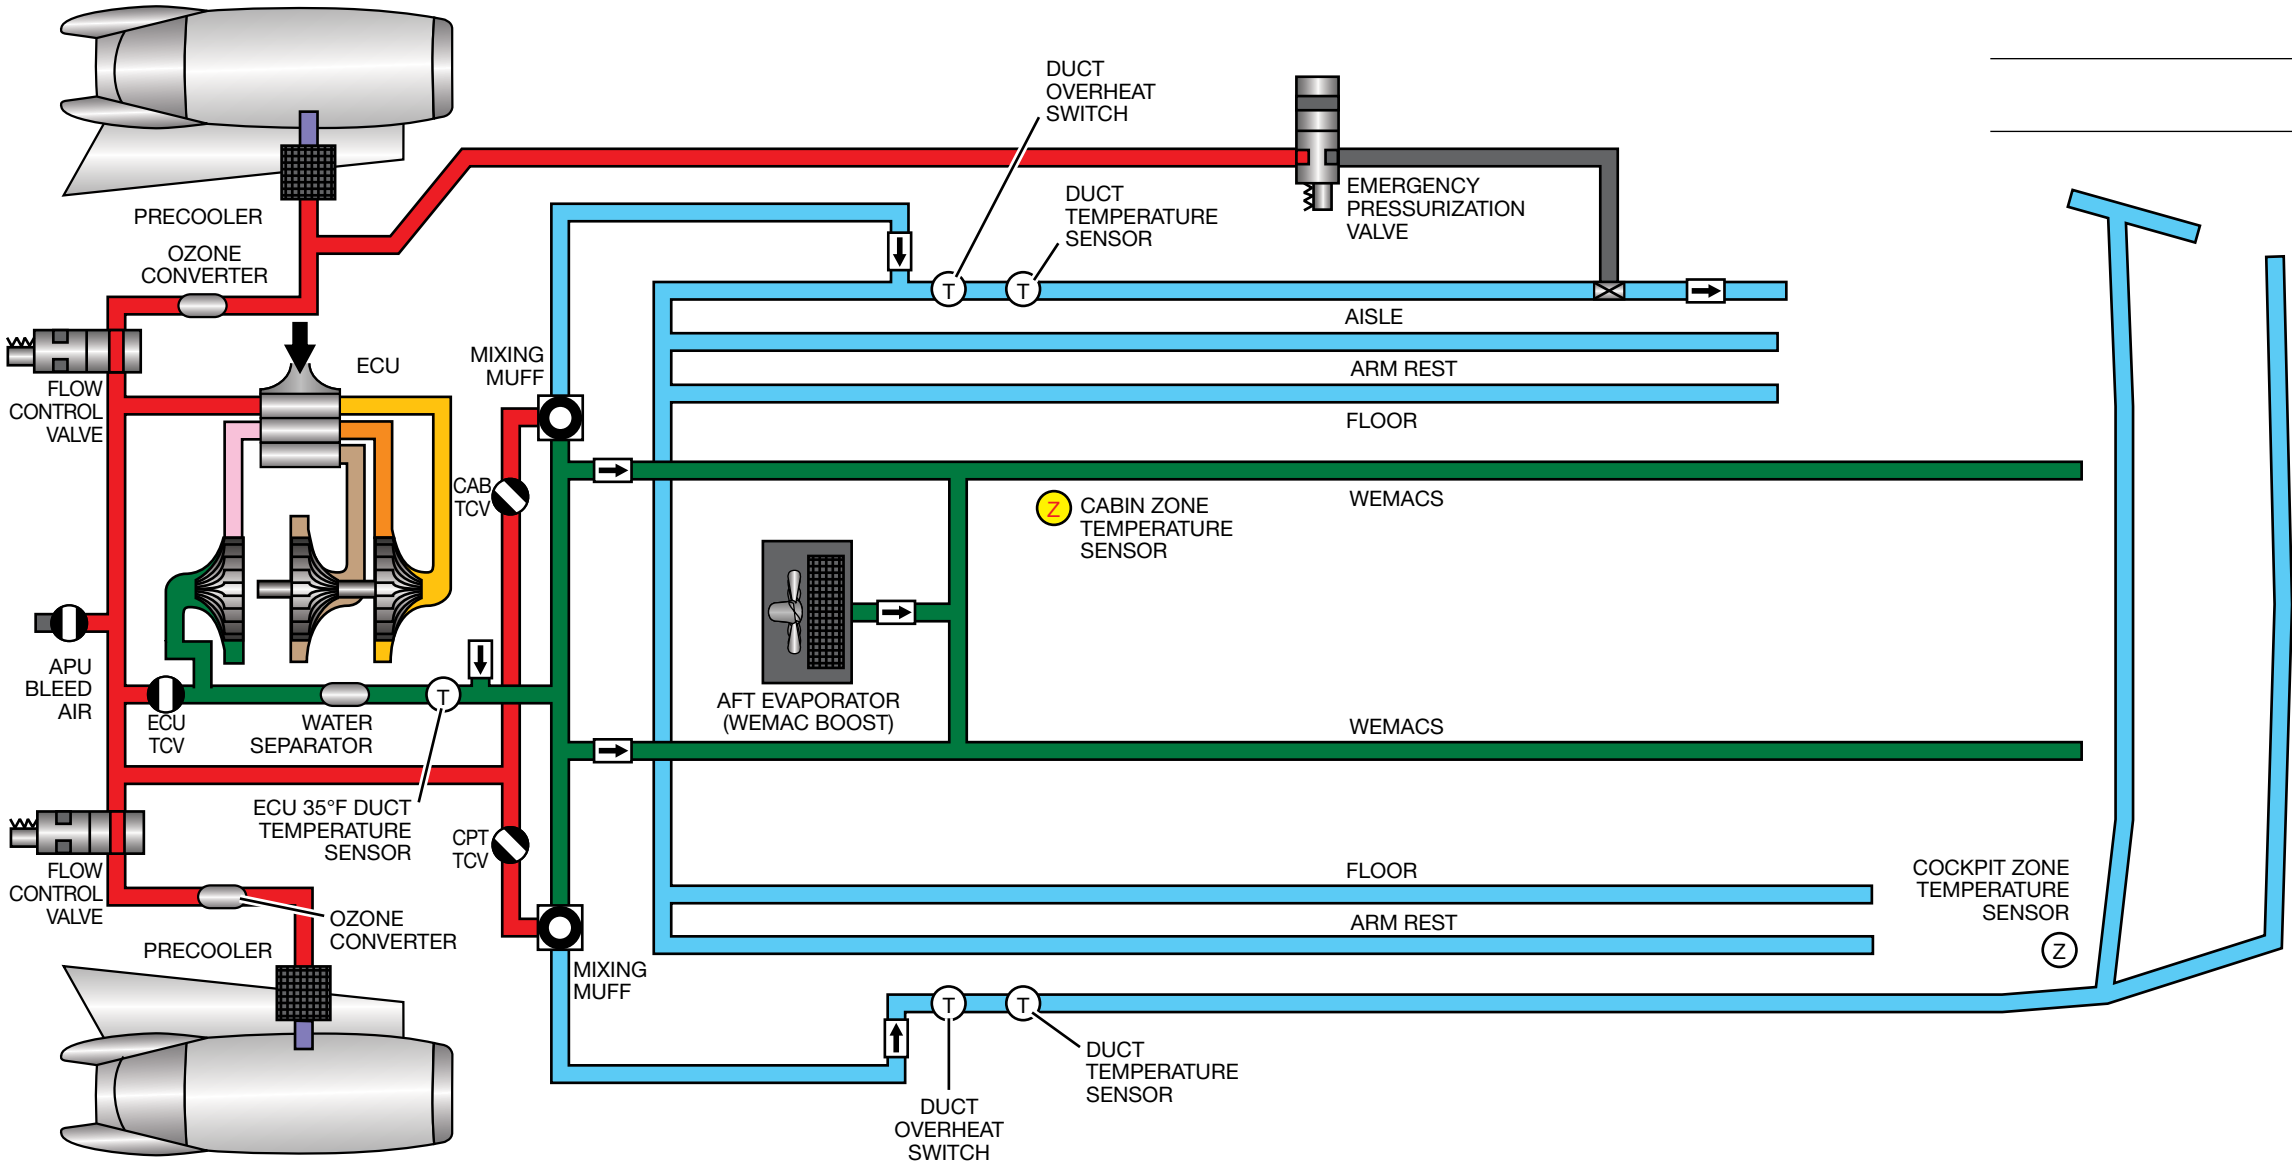 DUCT
OVERHEAT
SWITCH
DUCT
TEMPERATURE
SENSOR
EMERGENCY
PRESSURIZATION
VALVE
PRECOOLER
OZONE
CONVERTER
FLOW
CONTROL
VALVE
ECU
MIXING
MUFF
T
T
AISLE
ARM REST
FLOOR
CAB
TCV
Z
CABIN ZONE
TEMPERATURE
SENSOR
WEMACS
APU
BLEED
AIR
ECU
TCV
WATER
SEPARATOR
T
AFT EVAPORATOR
(WEMAC BOOST)
WEMACS
ECU 35°F DUCT
TEMPERATURE
SENSOR
CPT
TCV
FLOW
CONTROL
VALVE
OZONE
CONVERTER
PRECOOLER
MIXING
MUFF
FLOOR
ARM REST
COCKPIT ZONE
TEMPERATURE
SENSOR
Z
T
T
DUCT
TEMPERATURE
SENSOR
DUCT
OVERHEAT
SWITCH